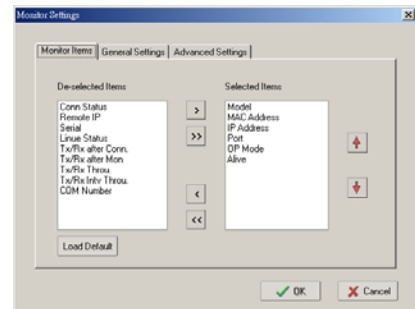 Monitor Settings
Monitor Items
General Settings
Advanced Settings
De-selected Items
Conn Status
Remote IP
Serial
Linue Status
Tx/Rx after Conn.
Tx/Rx after Mon
Tx/Rx Throu.
Tx/Rx Intv Throu.
COM Number
>
>>
<
<<
Selected Items
Model
MAC Address
IP Address
Port
OP Mode
Alive
Load Default
OK
Cancel